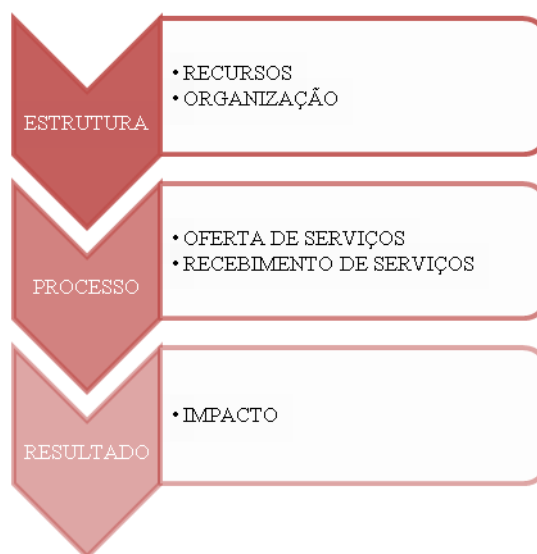 ESTRUTURA
• RECURSOS
• ORGANIZAÇÃO
PROCESSO
• OFERTA DE SERVIÇOS
• RECEBIMENTO DE SERVIÇOS
RESULTADO
• IMPACTO